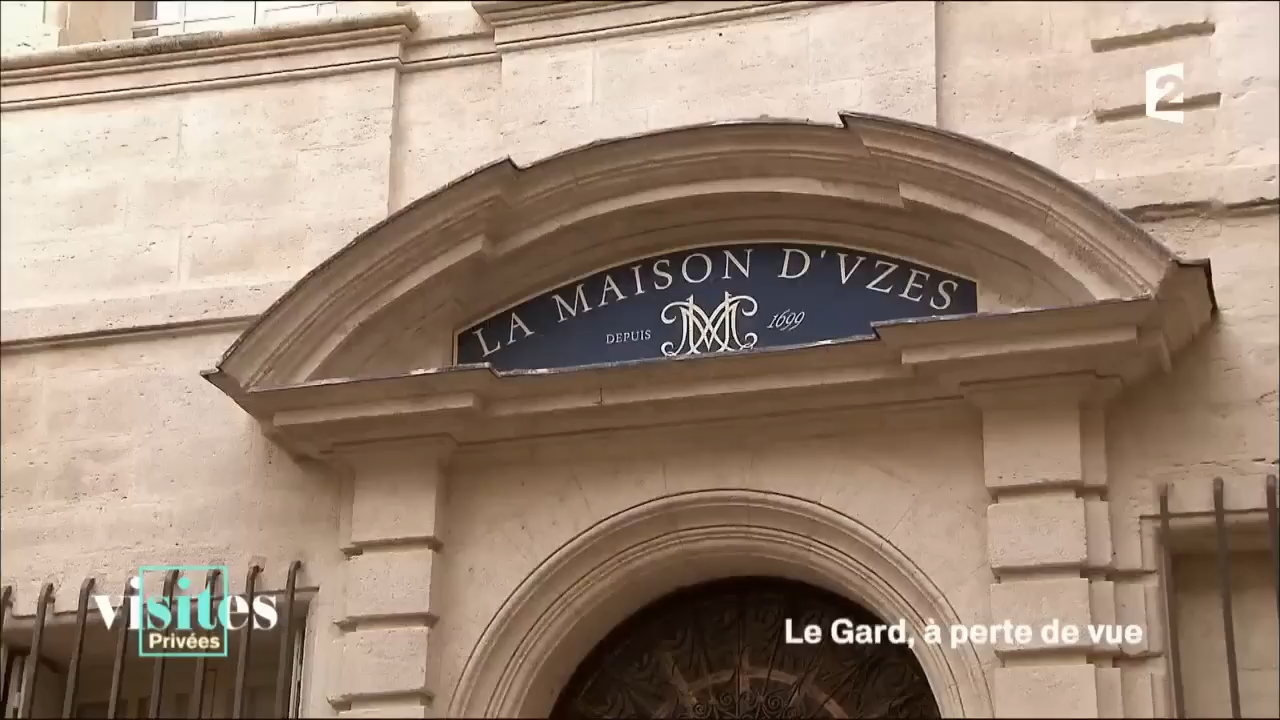 2
LA MAISON D'VZES
DEPUIS 1699
visites
Privées
Le Gard, à perte de vue